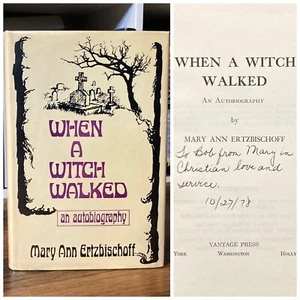 WHEN
A
WITCH
WALKED
an autobiography
Mary Ann Ertzbischoff
WHEN A WITCH
WALKED
AN AUTOBIOGRAPHY
by
MARY ANN ERTZBISCHOFF
To Bob from Mary in
Christian love and
service.
10/27/78
VANTAGE PRESS
YORK WASHINGTON HOLLY